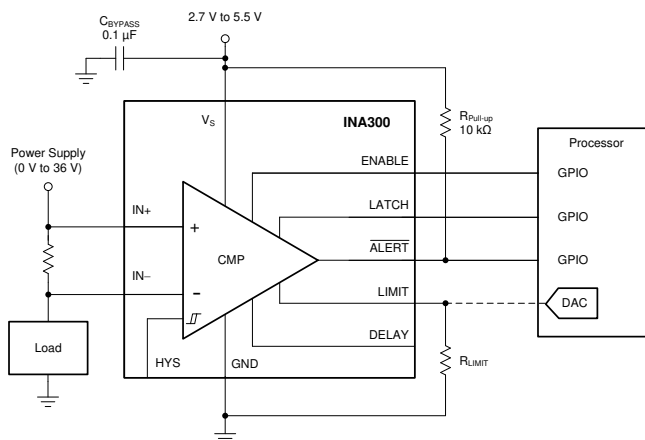 2.7 V to 5.5 V
CBYPASS
0.1 µF
VS
INA300
RPull-up
10 kΩ
Processor
Power Supply
(0 V to 36 V)
ENABLE
GPIO
IN+
LATCH
GPIO
+
CMP
ALERT
GPIO
IN−
-
LIMIT
DAC
Load
DELAY
HYS
GND
RLIMIT